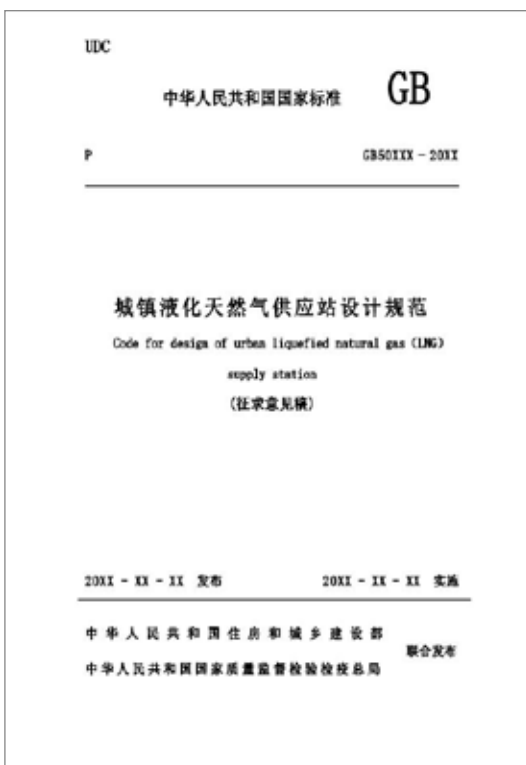 UDC
中华人民共和国国家标准 GB
P GB50XXX - 20XX
城镇液化天然气供应站设计规范
Code for design of urban liquefied natural gas (LNG)
supply station
(征求意见稿)
20XX - XX - XX 发布 20XX - XX - XX 实施
中华人民共和国住房和城乡建设部
联合发布
中华人民共和国国家质量监督检验检疫总局